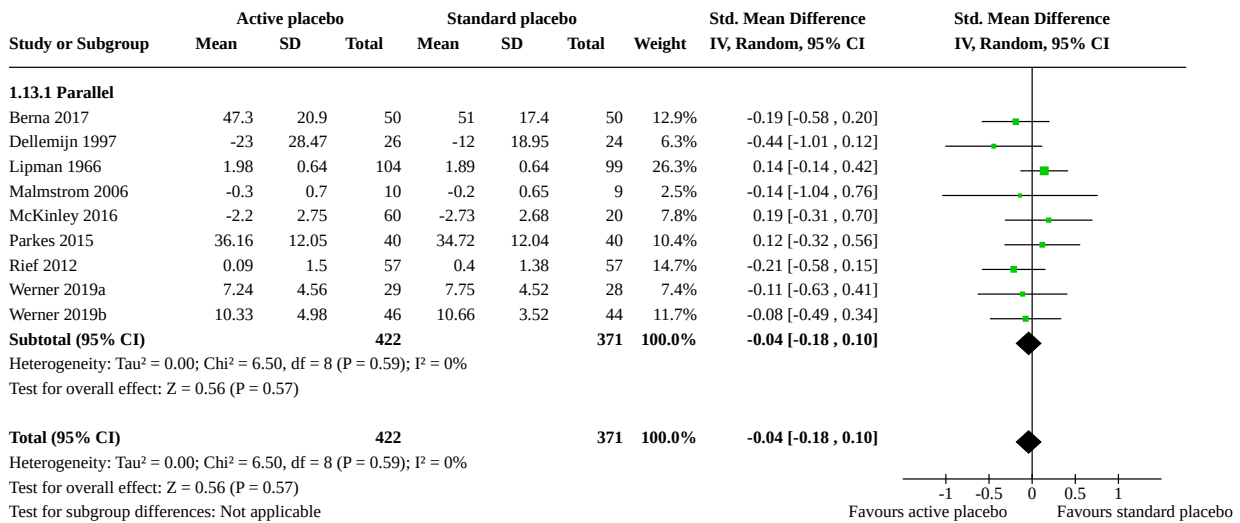 Active placebo Standard placebo Std. Mean Difference Std. Mean Difference
Study or Subgroup Mean SD Total Mean SD Total Weight IV, Random, 95% CI IV, Random, 95% CI
1.13.1 Parallel
Berna 2017 47.3 20.9 50 51 17.4 50 12.9% -0.19 [-0.58 , 0.20]
Dellemijn 1997 -23 28.47 26 -12 18.95 24 6.3% -0.44 [-1.01 , 0.12]
Lipman 1966 1.98 0.64 104 1.89 0.64 99 26.3% 0.14 [-0.14 , 0.42]
Malmstrom 2006 -0.3 0.7 10 -0.2 0.65 9 2.5% -0.14 [-1.04 , 0.76]
McKinley 2016 -2.2 2.75 60 -2.73 2.68 20 7.8% 0.19 [-0.31 , 0.70]
Parkes 2015 36.16 12.05 40 34.72 12.04 40 10.4% 0.12 [-0.32 , 0.56]
Rief 2012 0.09 1.5 57 0.4 1.38 57 14.7% -0.21 [-0.58 , 0.15]
Werner 2019a 7.24 4.56 29 7.75 4.52 28 7.4% -0.11 [-0.63 , 0.41]
Werner 2019b 10.33 4.98 46 10.66 3.52 44 11.7% -0.08 [-0.49 , 0.34]
Subtotal (95% CI) 422 371 100.0% -0.04 [-0.18 , 0.10]
Heterogeneity: Tau² = 0.00; Chi² = 6.50, df = 8 (P = 0.59); I² = 0%
Test for overall effect: Z = 0.56 (P = 0.57)
Total (95% CI) 422 371 100.0% -0.04 [-0.18 , 0.10]
Heterogeneity: Tau² = 0.00; Chi² = 6.50, df = 8 (P = 0.59); I² = 0%
Test for overall effect: Z = 0.56 (P = 0.57) -1 -0.5 0 0.5 1
Test for subgroup differences: Not applicable Favours active placebo Favours standard placebo